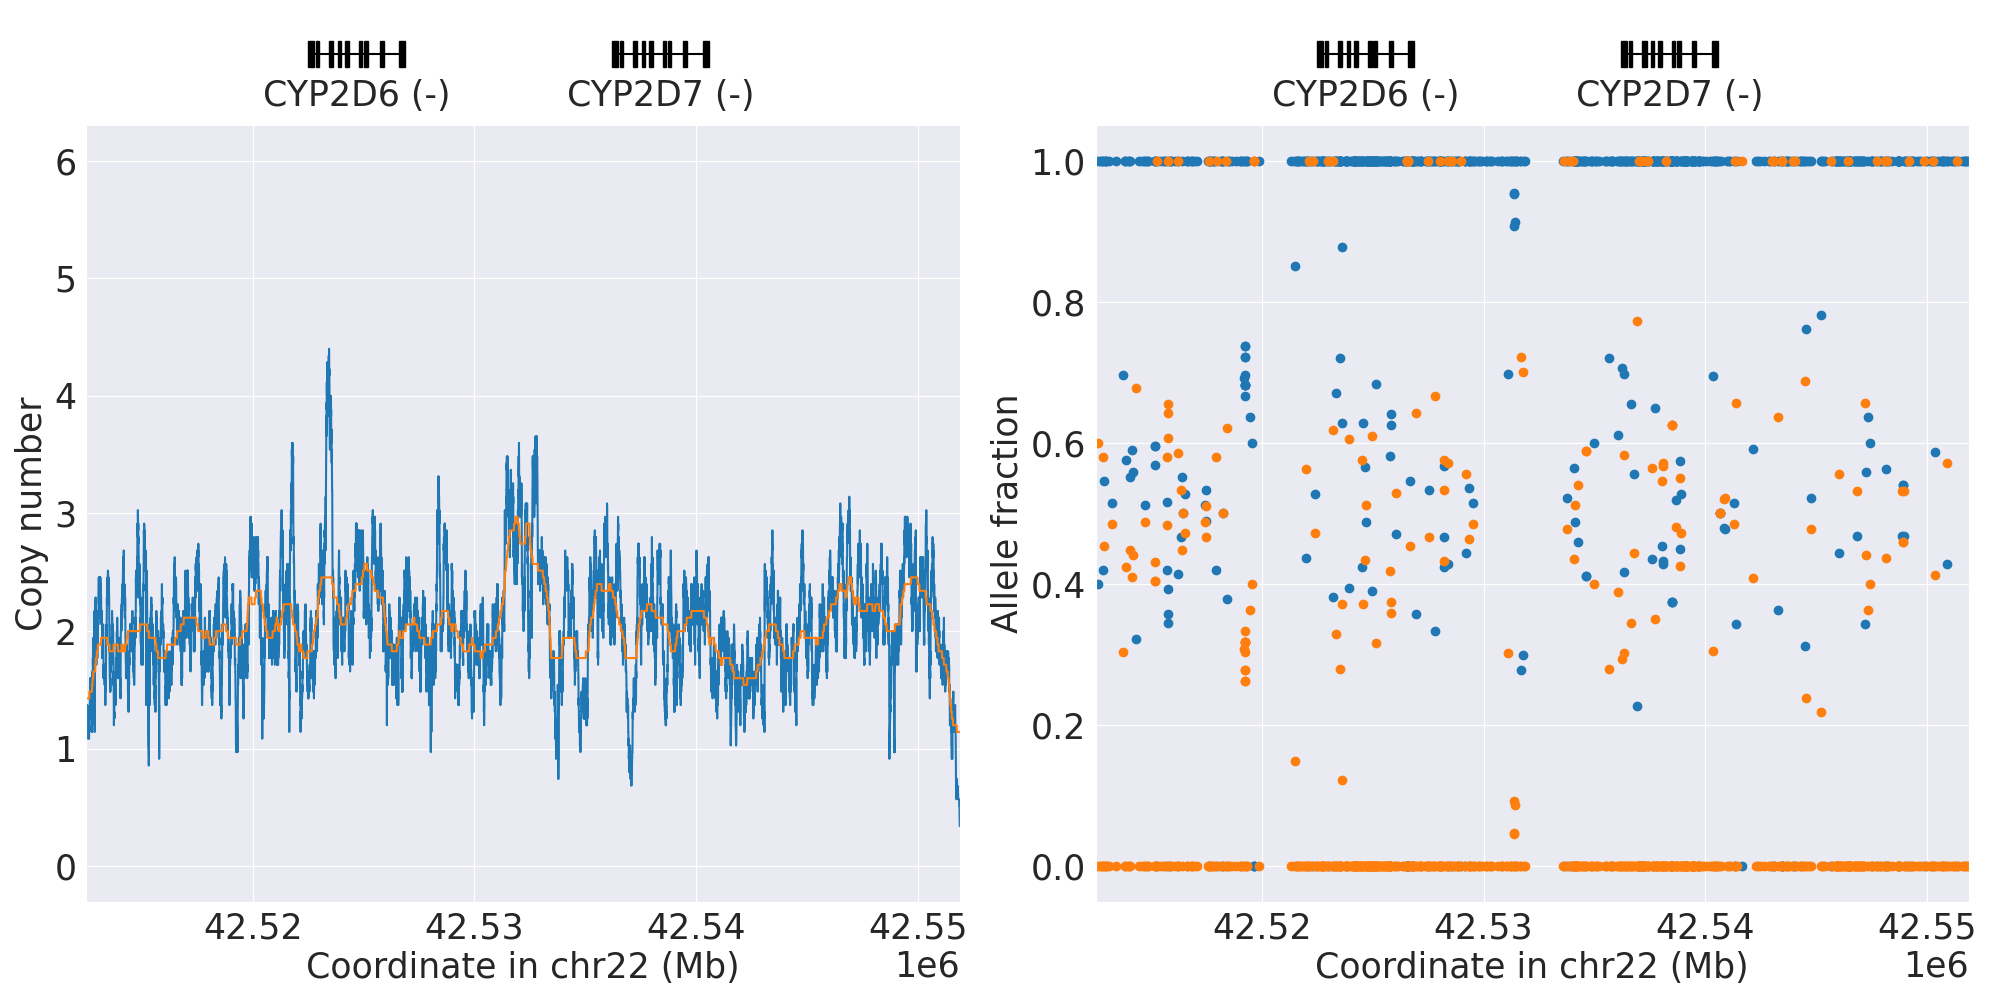 CYP2D6 (-) CYP2D7 (-)
Copy number
6
5
4
3
2
1
0
42.52 42.53 42.54 42.55
Coordinate in chr22 (Mb) 1e6
CYP2D6 (-) CYP2D7 (-)
Allele fraction
1.0
0.8
0.6
0.4
0.2
0.0
42.52 42.53 42.54 42.55
Coordinate in chr22 (Mb) 1e6